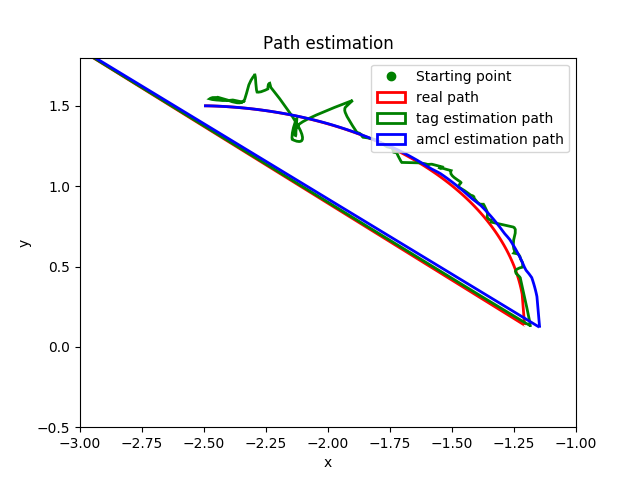 Path estimation
Starting point
real path
tag estimation path
amcl estimation path
y
1.5
1.0
0.5
0.0
−0.5
−3.00 −2.75 −2.50 −2.25 −2.00 −1.75 −1.50 −1.25 −1.00
x